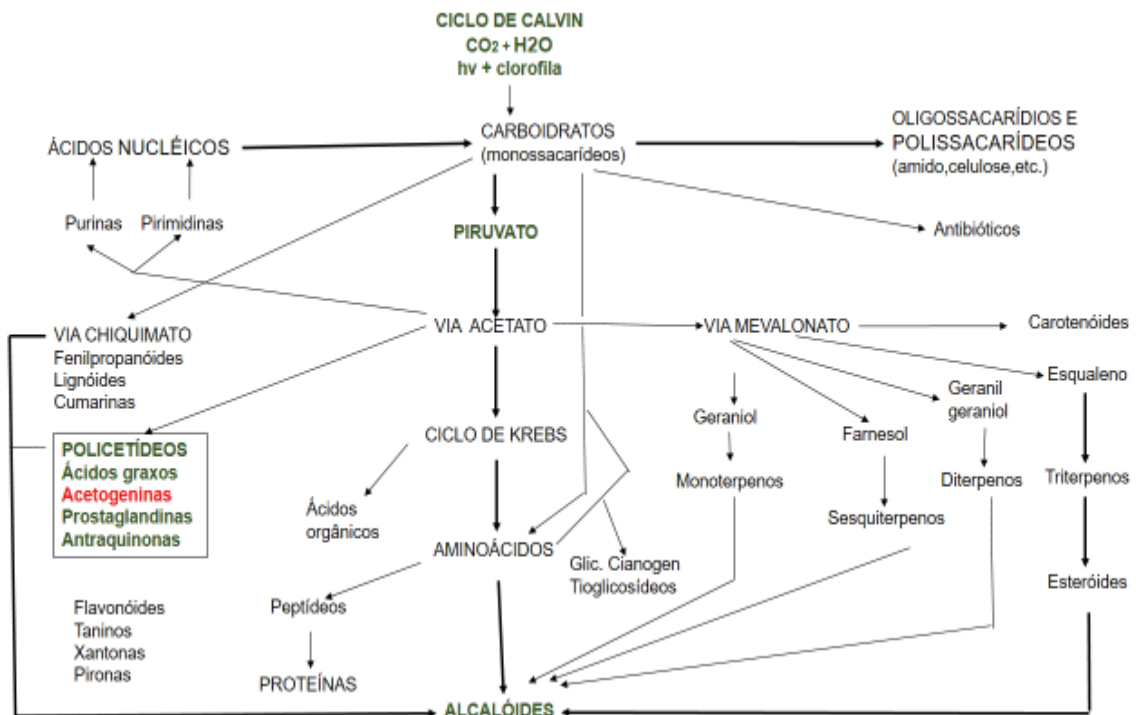 CICLO DE CALVIN
CO2 + H2O
hv + clorofila
ÁCIDOS NUCLÉICOS
CARBOIDRATOS
(monossacarídeos)
OLIGOSSACARÍDIOS E
POLISSACARÍDEOS
(amido,celulose,etc.)
Purinas
Pirimidinas
PIRUVATO
Antibióticos
VIA CHIQUIMATO
Fenilpropanóides
Lignóides
Cumarinas
VIA ACETATO
VIA MEVALONATO
Carotenóides
Esqualeno
Geraniol
Farnesol
Geranil
geraniol
CICLO DE KREBS
POLICETÍDEOS
Ácidos graxos
Acetogeninas
Prostaglandinas
Antraquinonas
Monoterpenos
Sesquiterpenos
Diterpenos
Triterpenos
Ácidos
orgânicos
AMINOÁCIDOS
Glic. Cianogen
Tioglicosídeos
Esteróides
Flavonóides
Taninos
Xantonas
Pironas
Peptídeos
PROTEÍNAS
ALCALÓIDES